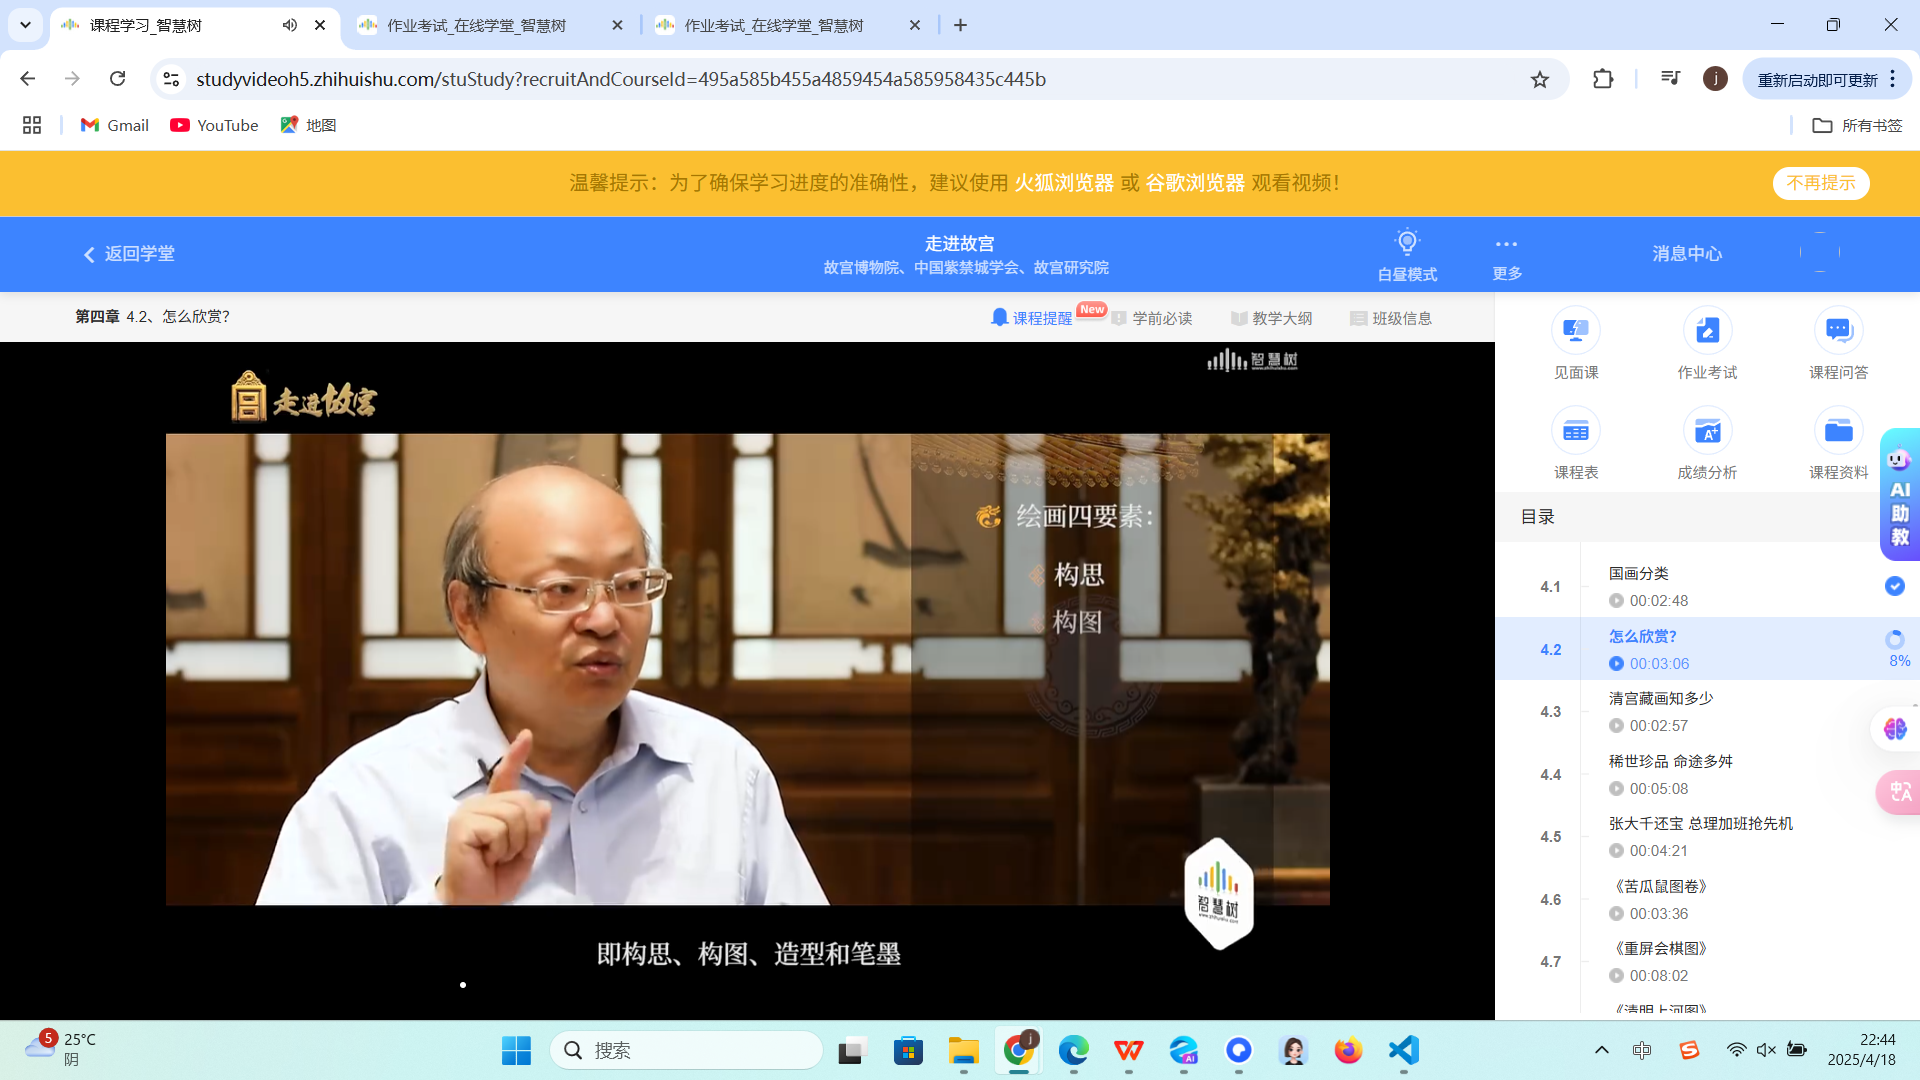 课程学习_智慧树
作业考试_在线学堂_智慧树
作业考试_在线学堂_智慧树
studyvideoh5.zhihuishu.com/stuStudy?recruitAndCourseId=495a585b455a4859454a585958435c445b
j
重新启动即可更新
Gmail
YouTube
地图
所有书签
温馨提示：为了确保学习进度的准确性，建议使用 火狐浏览器 或 谷歌浏览器 观看视频！
不再提示
返回学堂
走进故宫
故宫博物院、中国紫禁城学会、故宫研究院
白昼模式
更多
消息中心
第四章 4.2、怎么欣赏？
课程提醒
New
学前必读
教学大纲
班级信息
智慧树
www.zhihuishu.com
走进故宫
绘画四要素：
构思
构图
智慧树
www.zhihuishu.com
即构思、构图、造型和笔墨
见面课
作业考试
课程问答
课程表
成绩分析
课程资料
AI
助
教
目录
4.1
国画分类
00:02:48
4.2
怎么欣赏？
00:03:06
8%
4.3
清宫藏画知多少
00:02:57
4.4
稀世珍品 命途多舛
00:05:08
4.5
张大千还宝 总理加班抢先机
00:04:21
4.6
《苦瓜鼠图卷》
00:03:36
4.7
《重屏会棋图》
00:08:02
《清明上河图》
5
25°C
阴
搜索
j
中
22:44
2025/4/18